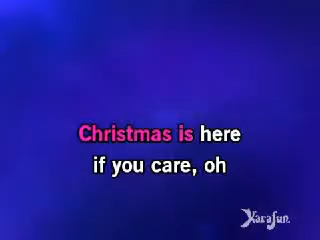 Christmas is here
if you care, oh
KaraFun